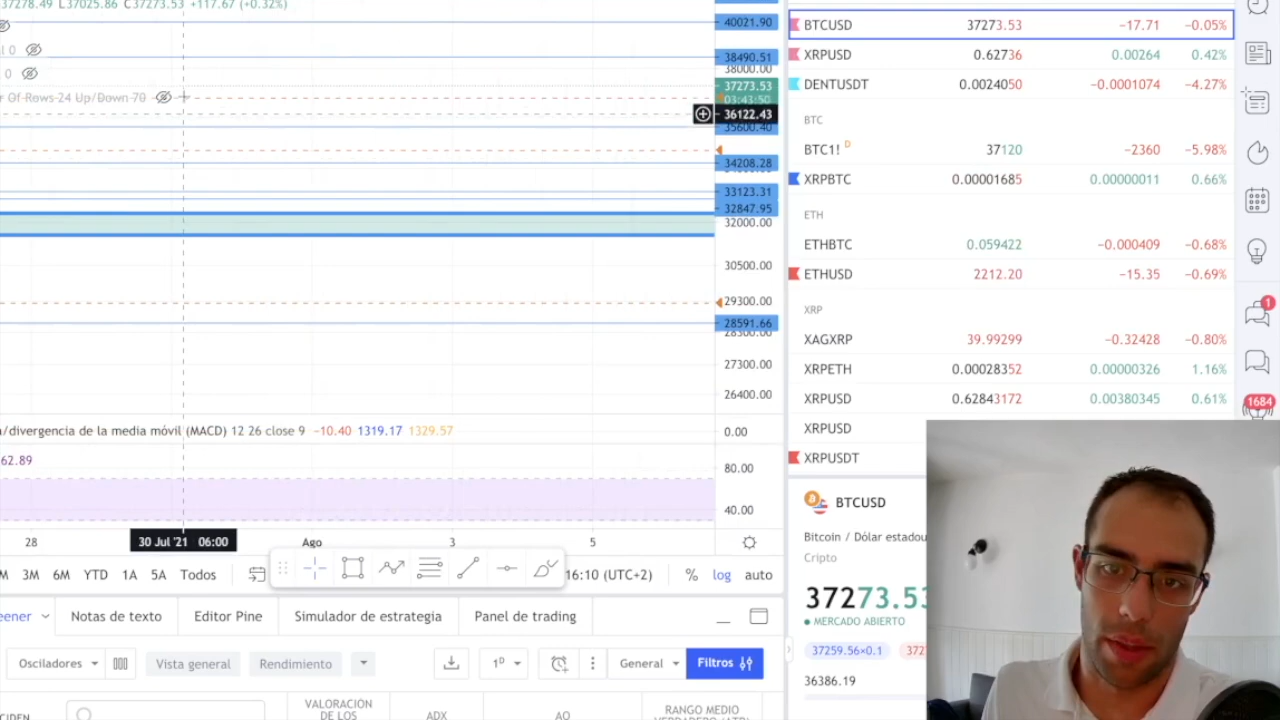 37278.49 L37025.86 C37273.53 +117.67 (+0.32%)
0
0
Of Rows 24 Up/Down 70
40021.90
38490.51
38000.00
37273.53
03:43:50
36122.43
35600.40
34208.28
33123.31
32847.95
32000.00
30500.00
29300.00
28591.66
28300.00
27300.00
26400.00
/divergencia de la media móvil (MACD) 12 26 close 9 −10.40 1319.17 1329.57
0.00
62.89
80.00
40.00
28 30 Jul '21 06:00 Ago 3 5
3M 6M YTD 1A 5A Todos 16:10 (UTC+2) % log auto
Notas de texto Editor Pine Simulador de estrategia Panel de trading
Osciladores Vista general Rendimiento 1D General Filtros
VALORACIÓN
DE LOS ADX AO RANGO MEDIO
BTCUSD 37273.53 −17.71 −0.05%
XRPUSD 0.62736 0.00264 0.42%
DENTUSDT 0.0024050 −0.0001074 −4.27%
BTC
BTC1! D 37120 −2360 −5.98%
XRPBTC 0.00001685 0.00000011 0.66%
ETH
ETHBTC 0.059422 −0.000409 −0.68%
ETHUSD 2212.20 −15.35 −0.69%
XRP
XAGXRP 39.99299 −0.32428 −0.80%
XRPETH 0.00028352 0.00000326 1.16%
XRPUSD 0.62843172 0.00380345 0.61%
XRPUSD
XRPUSDT
BTCUSD
Bitcoin / Dólar
Cripto
37273.53
MERCADO ABIERTO
37259.56×0.1 372
36386.19
1
1684